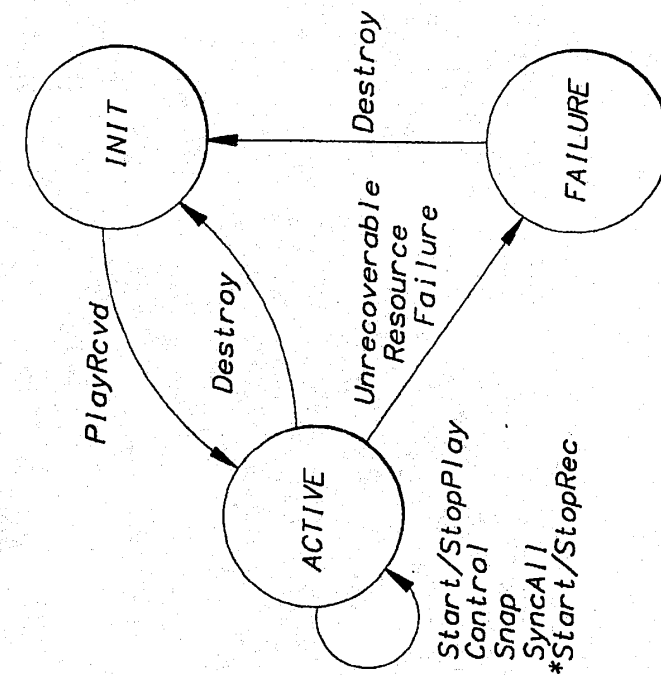 INIT
PlayRcvd
Destroy
Destroy
ACTIVE
Unrecoverable
Resource
Failure
FAILURE
Start/StopPlay
Control
Snap
SyncAll
*Start/StopRec